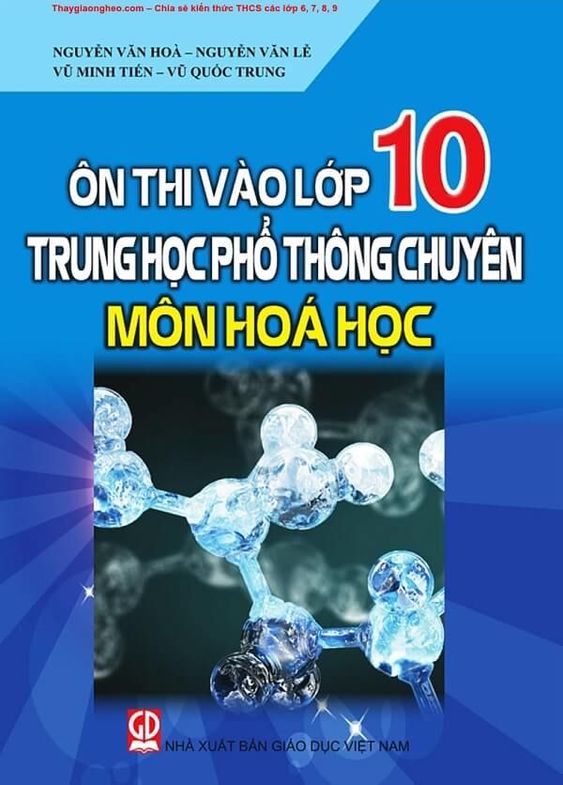 Thaygiaongheo.com – Chia sẻ kiến thức THCS các lớp 6, 7, 8, 9
NGUYỄN VĂN HOÀ – NGUYỄN VĂN LỄ
VŨ MINH TIẾN – VŨ QUỐC TRUNG
ÔN THI VÀO LỚP 10
TRUNG HỌC PHỔ THÔNG CHUYÊN
MÔN HOÁ HỌC
GD
NHÀ XUẤT BẢN GIÁO DỤC VIỆT NAM